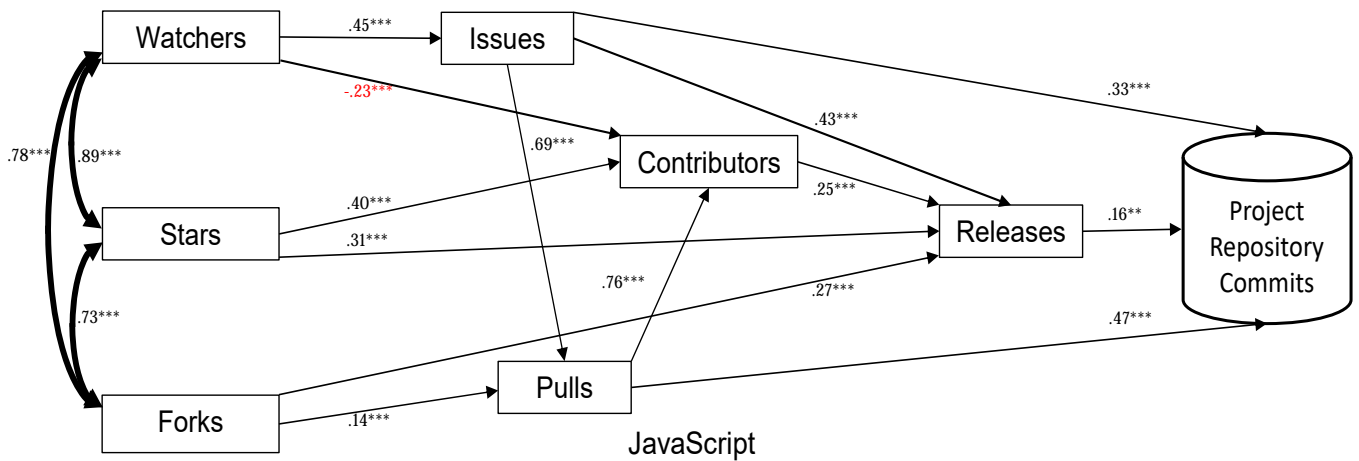 Watchers
.45***
Issues
-.23***
.33***
.43***
.78***
.89***
.69***
Contributors
.25***
.40***
Stars
.31***
Releases
.16**
Project
Repository
Commits
.76***
.27***
.73***
.47***
Pulls
Forks
.14***
JavaScript